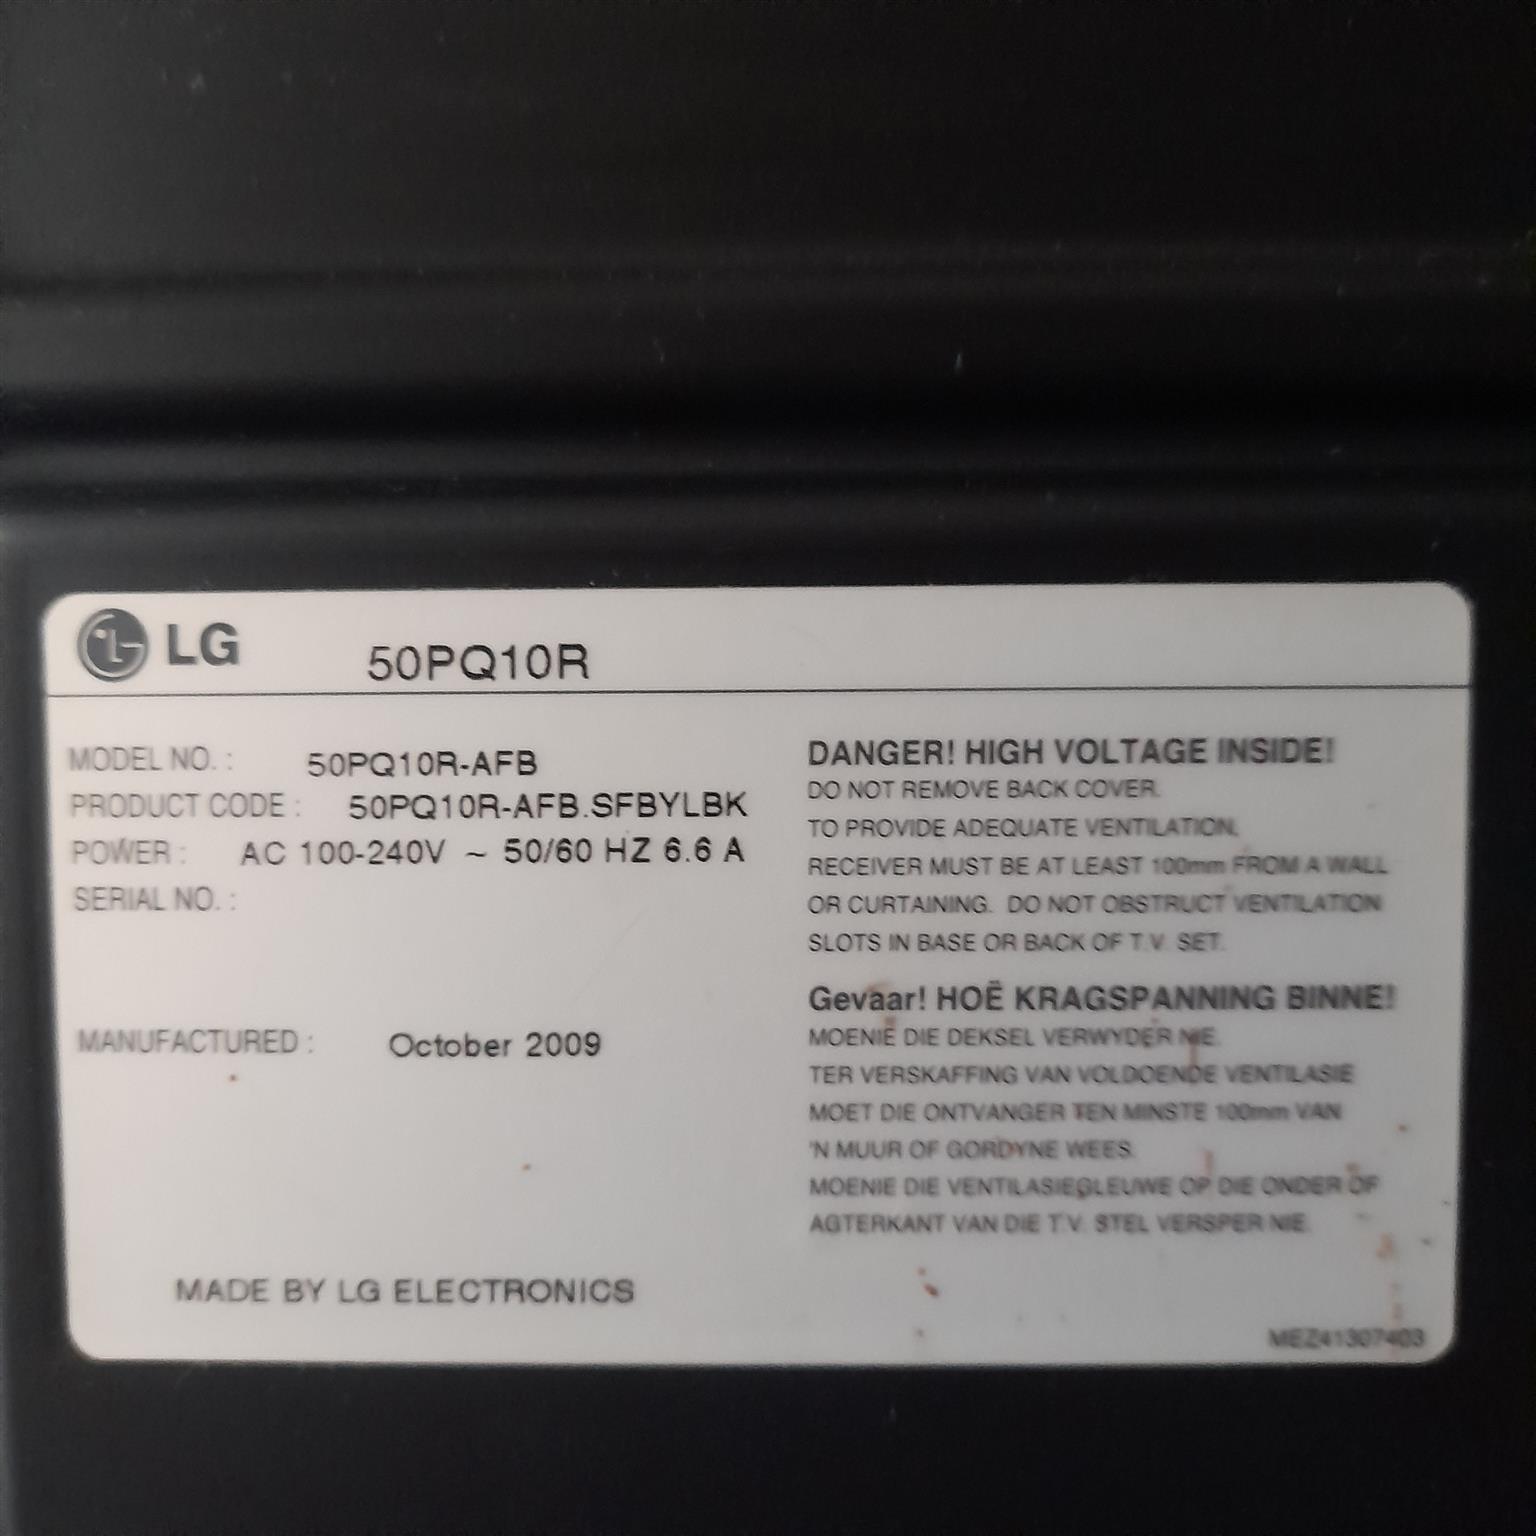 LG 50PQ10R
MODEL NO. : 50PQ10R-AFB
PRODUCT CODE : 50PQ10R-AFB.SFBYLBK
POWER : AC 100-240V ~ 50/60 HZ 6.6 A
SERIAL NO. :
MANUFACTURED : October 2009
MADE BY LG ELECTRONICS
DANGER! HIGH VOLTAGE INSIDE!
DO NOT REMOVE BACK COVER.
TO PROVIDE ADEQUATE VENTILATION,
RECEIVER MUST BE AT LEAST 100mm FROM A WALL
OR CURTAINING. DO NOT OBSTRUCT VENTILATION
SLOTS IN BASE OR BACK OF T.V. SET.
Gevaar! HOË KRAGSPANNING BINNE!
MOENIE DIE DEKSEL VERWYDER NIE.
TER VERSKAFFING VAN VOLDOENDE VENTILASIE
MOET DIE ONTVANGER TEN MINSTE 100mm VAN
'N MUUR OF GORDYNE WEES.
MOENIE DIE VENTILASIEGLEUWE OP DIE ONDER OF
AGTERKANT VAN DIE T.V. STEL VERSPER NIE.
MEZ41307403